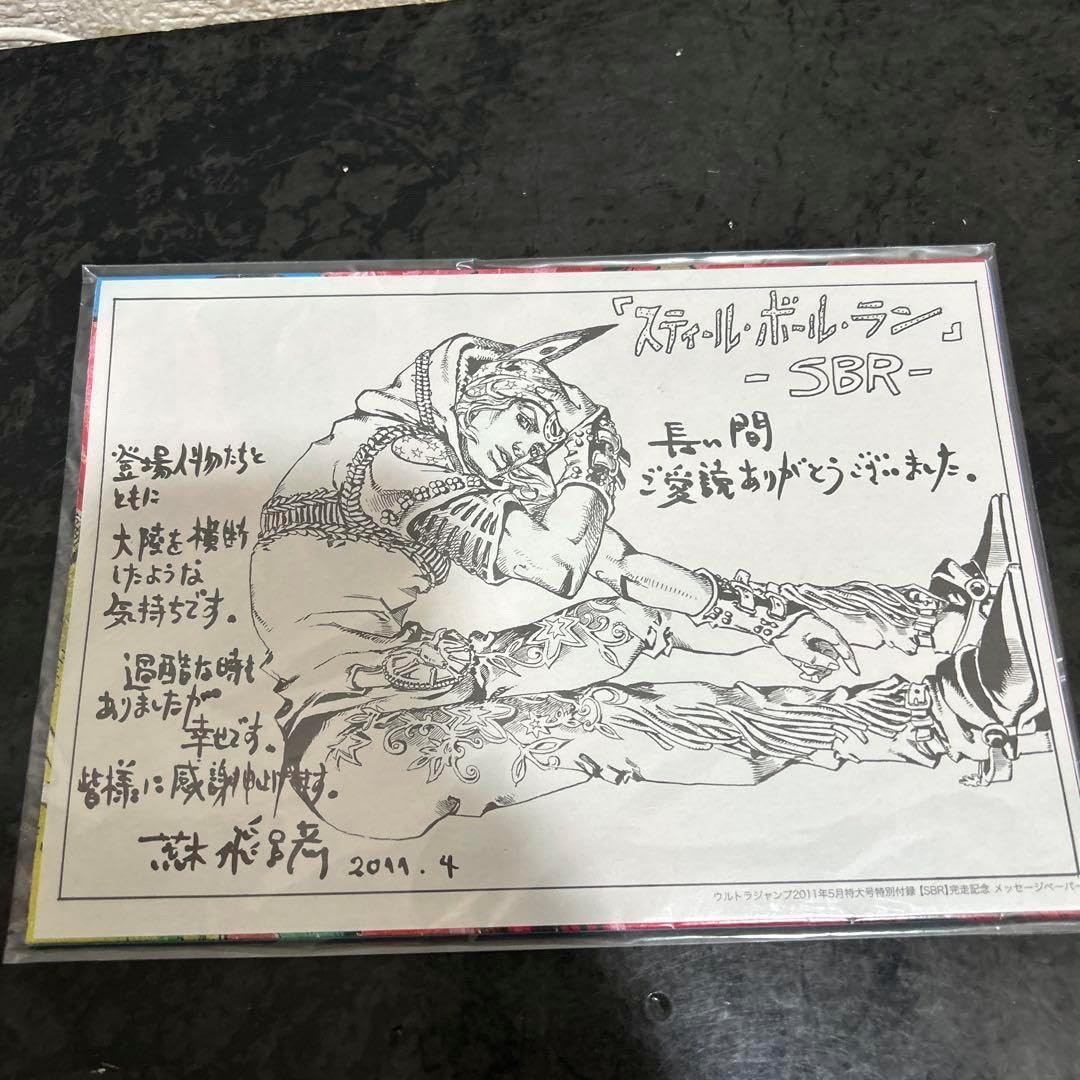 「スティール・ボール・ラン」
-SBR-
長い間
ご愛読ありがとうございました。
登場人物たちと
ともに
大陸を横断
したような
気持ちです。
過酷な時も
ありましたが
幸せです。
皆様に感謝申し上げます。
荒木飛呂彦
2011.4
ウルトラジャンプ2011年5月特大号特別付録【SBR】完走記念 メッセージペーパー